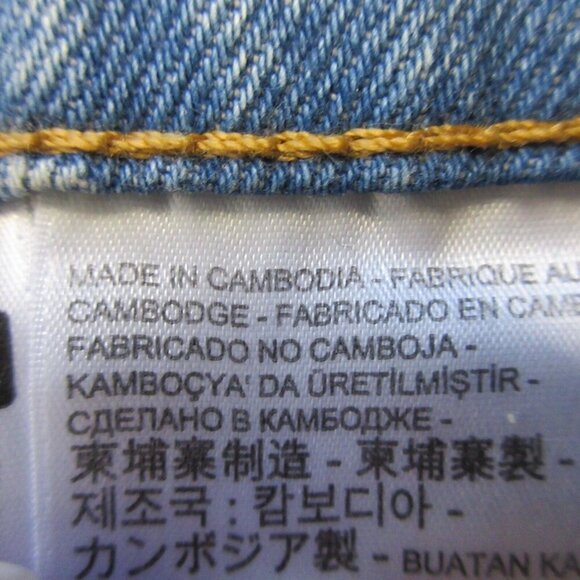 MADE IN CAMBODIA - FABRIQUE AU
CAMBODGE - FABRICADO EN CAMB
FABRICADO NO CAMBOJA -
KAMBOÇYA' DA ÜRETİLMİŞTİR -
СДЕЛАНО В КАМБОДЖЕ -
柬埔寨制造 - 柬埔寨製 -
제조국 : 캄보디아 -
カンボジア製 - BUATAN KA